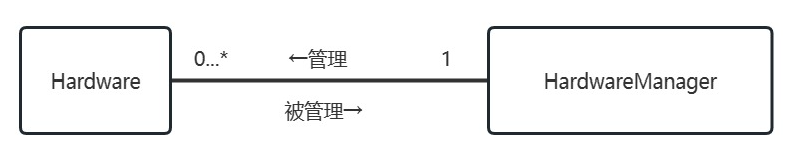 Hardware
0...*
←管理
1
被管理→
HardwareManager